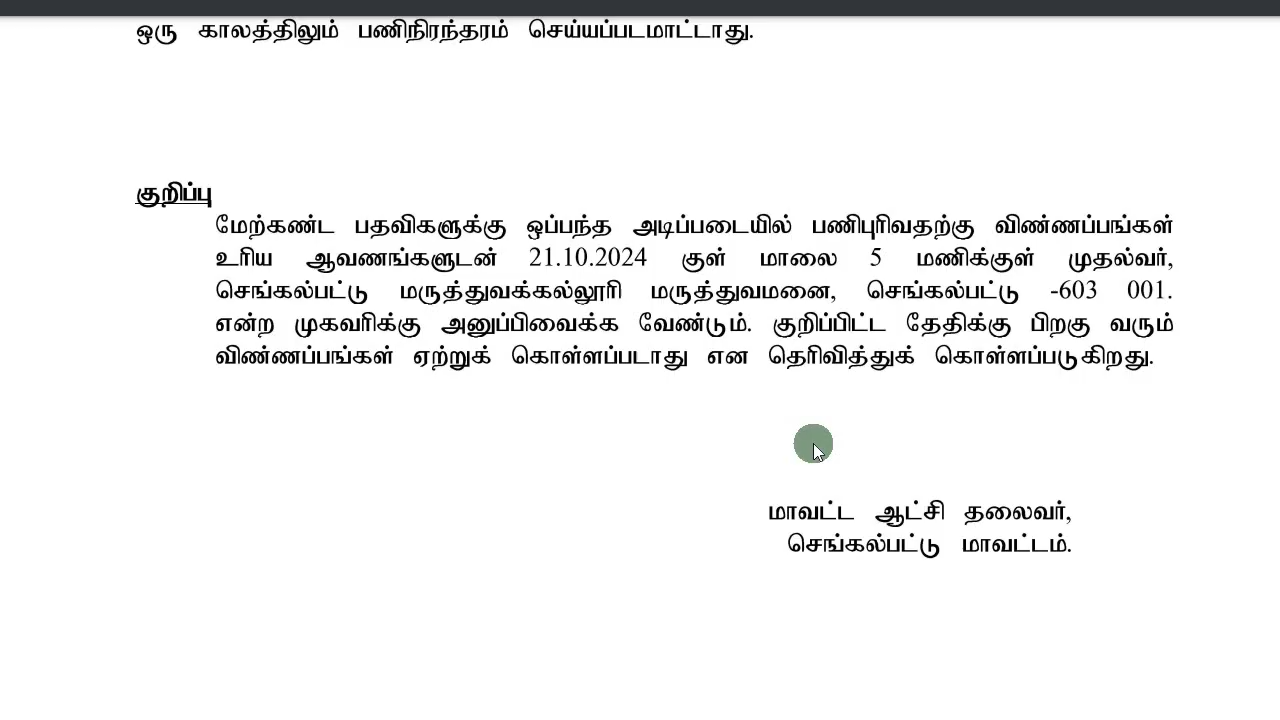 ஒரு காலத்திலும் பணிநிரந்தரம் செய்யப்படமாட்டாது.
குறிப்பு
மேற்கண்ட பதவிகளுக்கு ஒப்பந்த அடிப்படையில் பணிபுரிவதற்கு விண்ணப்பங்கள்
உரிய ஆவணங்களுடன் 21.10.2024 குள் மாலை 5 மணிக்குள் முதல்வர்,
செங்கல்பட்டு மருத்துவக்கல்லூரி மருத்துவமனை, செங்கல்பட்டு -603 001.
என்ற முகவரிக்கு அனுப்பிவைக்க வேண்டும். குறிப்பிட்ட தேதிக்கு பிறகு வரும்
விண்ணப்பங்கள் ஏற்றுக் கொள்ளப்படாது என தெரிவித்துக் கொள்ளப்படுகிறது.
மாவட்ட ஆட்சி தலைவர்,
செங்கல்பட்டு மாவட்டம்.